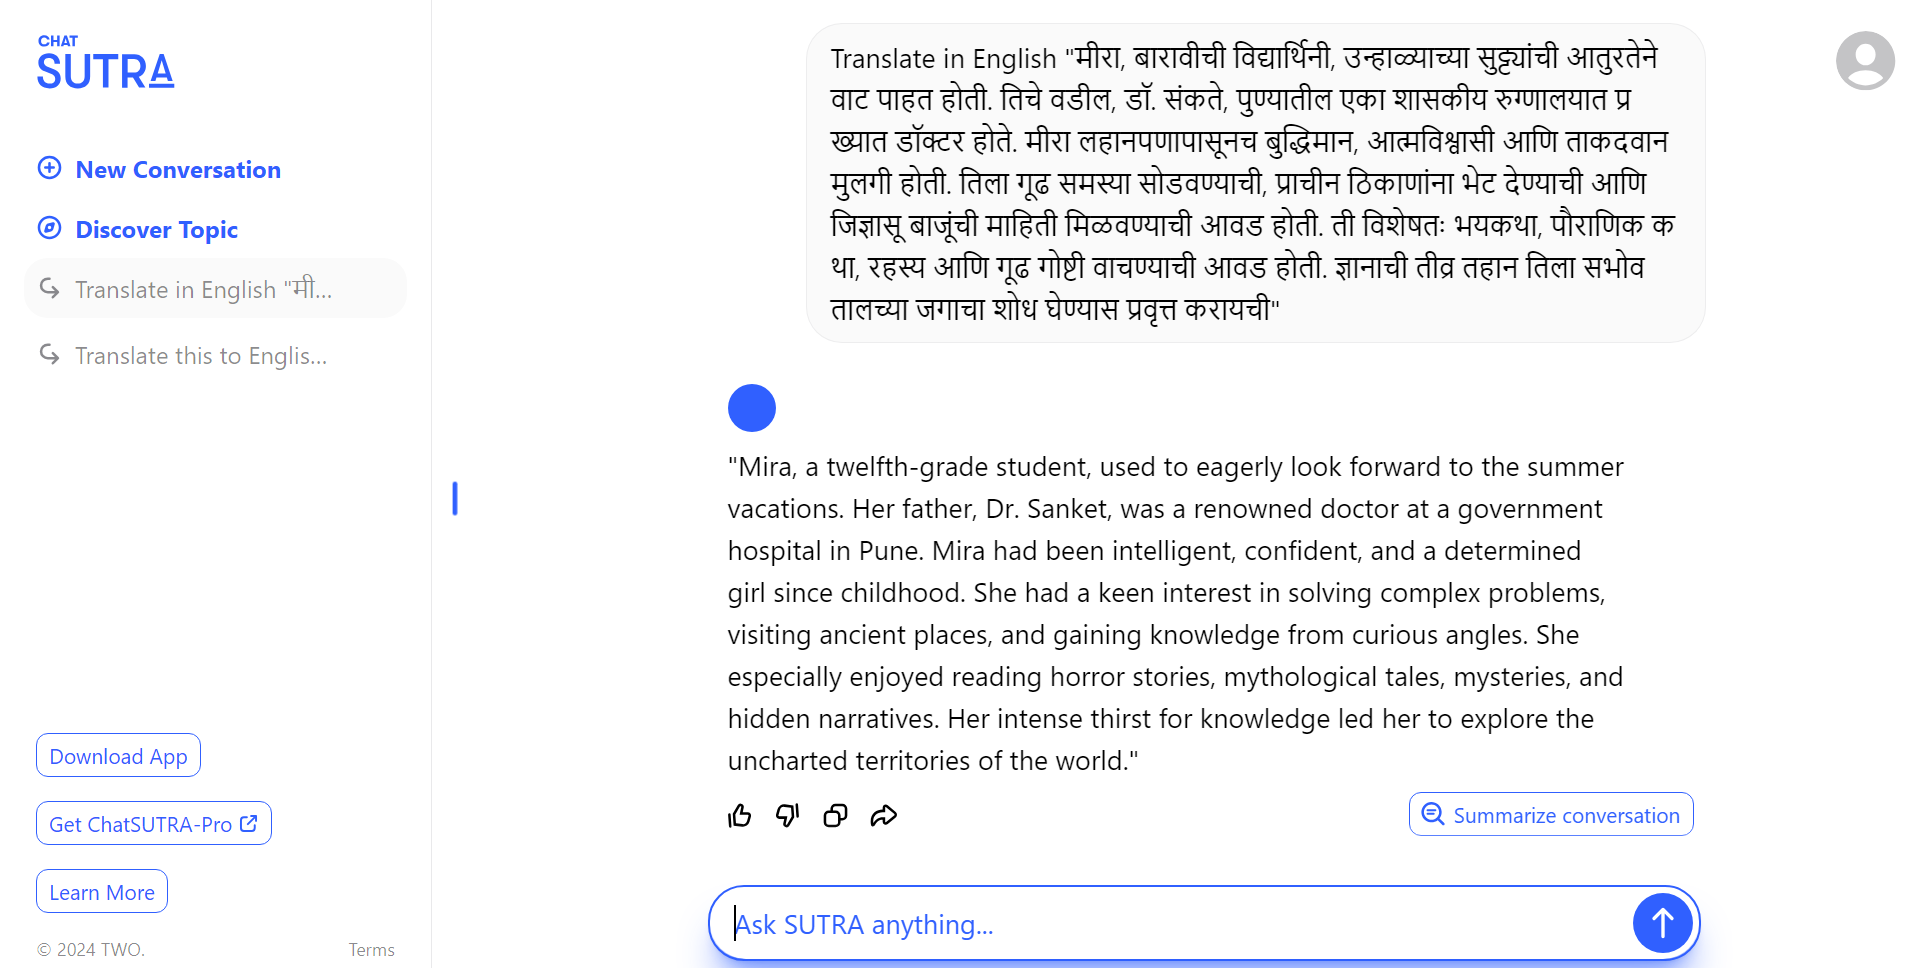 CHAT
SUTRA
New Conversation
Discover Topic
Translate in English "मी...
Translate this to Englis...
Download App
Get ChatSUTRA-Pro
Learn More
© 2024 TWO.
Terms
Translate in English "मीरा, बारावीची विद्यार्थिनी, उन्हाळ्याच्या सुट्ट्यांची आतुरतेने
वाट पाहत होती. तिचे वडील, डॉ. संकते, पुण्यातील एका शासकीय रुग्णालयात प्र
ख्यात डॉक्टर होते. मीरा लहानपणापासूनच बुद्धिमान, आत्मविश्वासी आणि ताकदवान
मुलगी होती. तिला गूढ समस्या सोडवण्याची, प्राचीन ठिकाणांना भेट देण्याची आणि
जिज्ञासू बाजूंची माहिती मिळवण्याची आवड होती. ती विशेषतः भयकथा, पौराणिक क
था, रहस्य आणि गूढ गोष्टी वाचण्याची आवड होती. ज्ञानाची तीव्र तहान तिला सभोव
तालच्या जगाचा शोध घेण्यास प्रवृत्त करायची"
"Mira, a twelfth-grade student, used to eagerly look forward to the summer
vacations. Her father, Dr. Sanket, was a renowned doctor at a government
hospital in Pune. Mira had been intelligent, confident, and a determined
girl since childhood. She had a keen interest in solving complex problems,
visiting ancient places, and gaining knowledge from curious angles. She
especially enjoyed reading horror stories, mythological tales, mysteries, and
hidden narratives. Her intense thirst for knowledge led her to explore the
uncharted territories of the world."
Summarize conversation
Ask SUTRA anything...